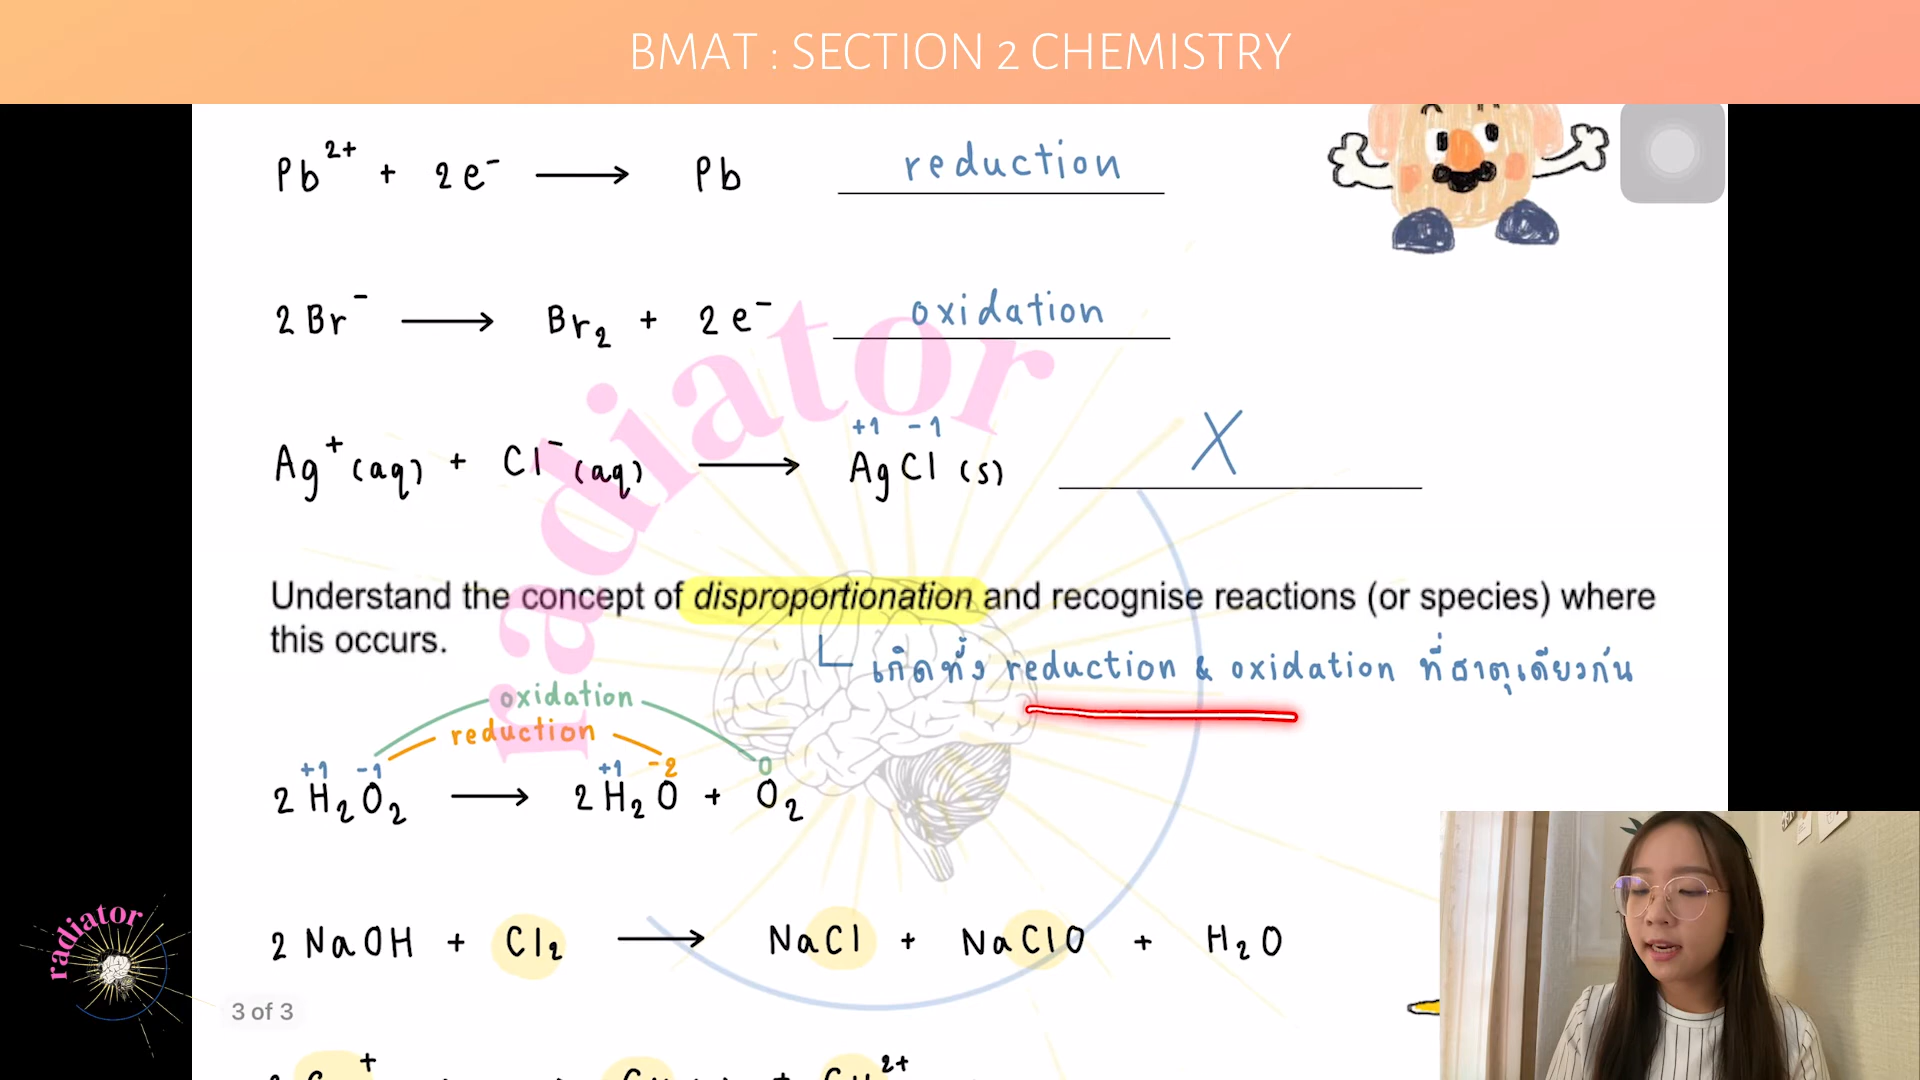 BMAT : SECTION 2 CHEMISTRY
Pb²⁺ + 2e⁻ ⟶ Pb reduction
2Br⁻ ⟶ Br₂ + 2e⁻ oxidation
+1 -1
Ag⁺(aq) + Cl⁻(aq) ⟶ AgCl(s) X
Understand the concept of disproportionation and recognise reactions (or species) where
this occurs.
เกิดทั้ง reduction & oxidation ที่ธาตุเดียวกัน
oxidation
reduction
+1 -1 +1 -2 0
2H₂O₂ ⟶ 2H₂O + O₂
2NaOH + Cl₂ ⟶ NaCl + NaClO + H₂O
3 of 3
radiator
radiator